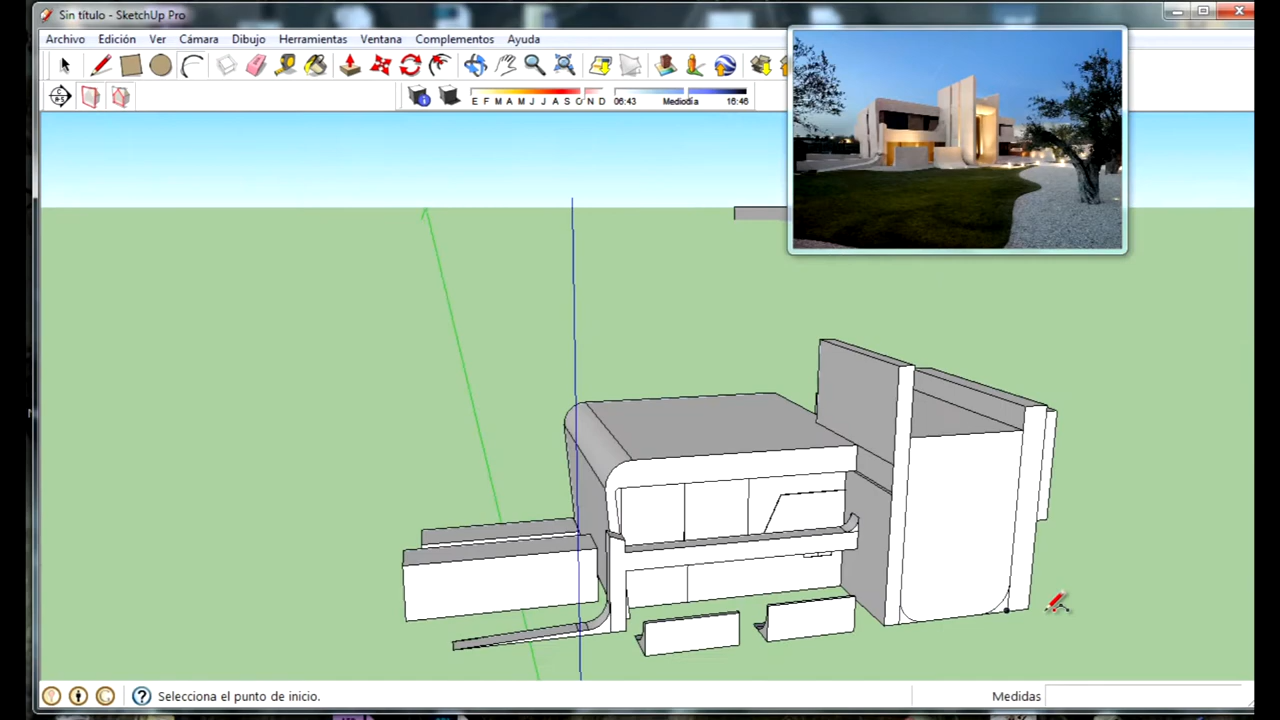 Sin título - SketchUp Pro
Archivo Edición Ver Cámara Dibujo Herramientas Ventana Complementos Ayuda
E F M A M J J A S O N D 06:43 Mediodía 16:46
Selecciona el punto de inicio. Medidas